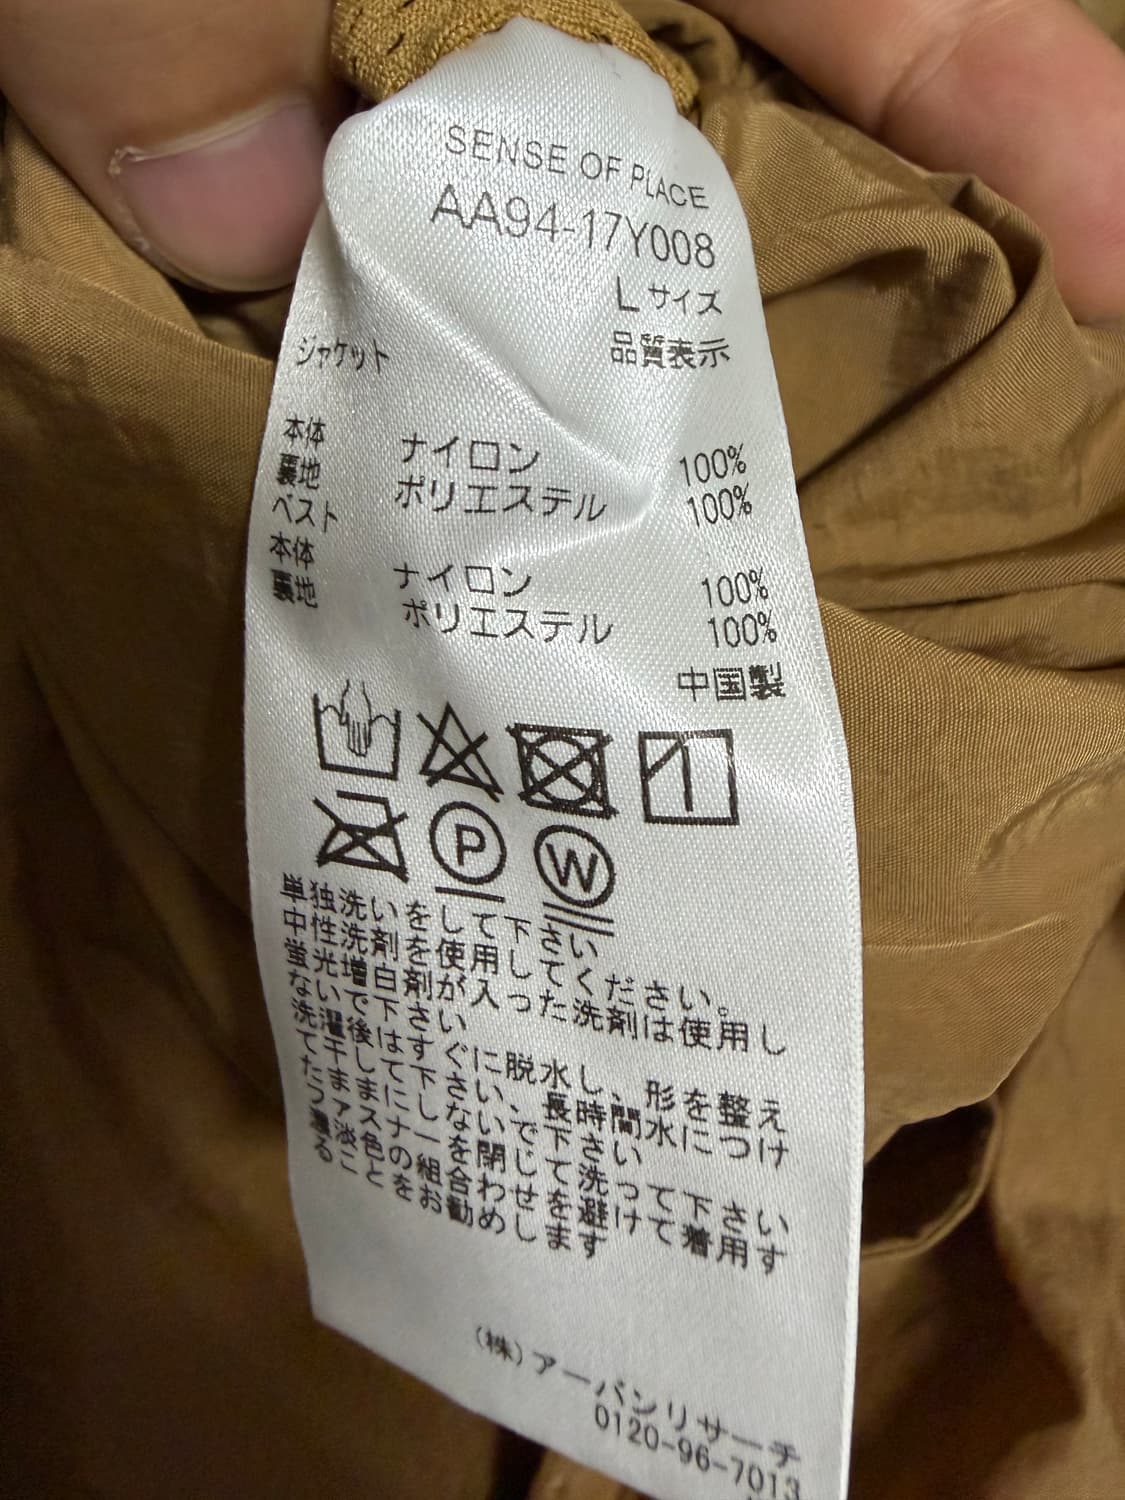 SENSE OF PLACE
AA94-17Y008
Lサイズ
品質表示
ジャケット
本体 ナイロン 100%
裏地 ポリエステル 100%
ベスト
本体 ナイロン 100%
裏地 ポリエステル 100%
中国製
P
W
単独洗いをして下さい
中性洗剤を使用してください。
蛍光増白剤が入った洗剤は使用し
ないで下さい
洗濯後はすぐに脱水し、形を整え
て干して下さい、長時間水につけ
たままにしないで下さい
ファスナーを閉じて洗って下さい
濃淡色の組合わせを避けて着用す
ることをお勧めします
(株)アーバンリサーチ
0120-96-7013